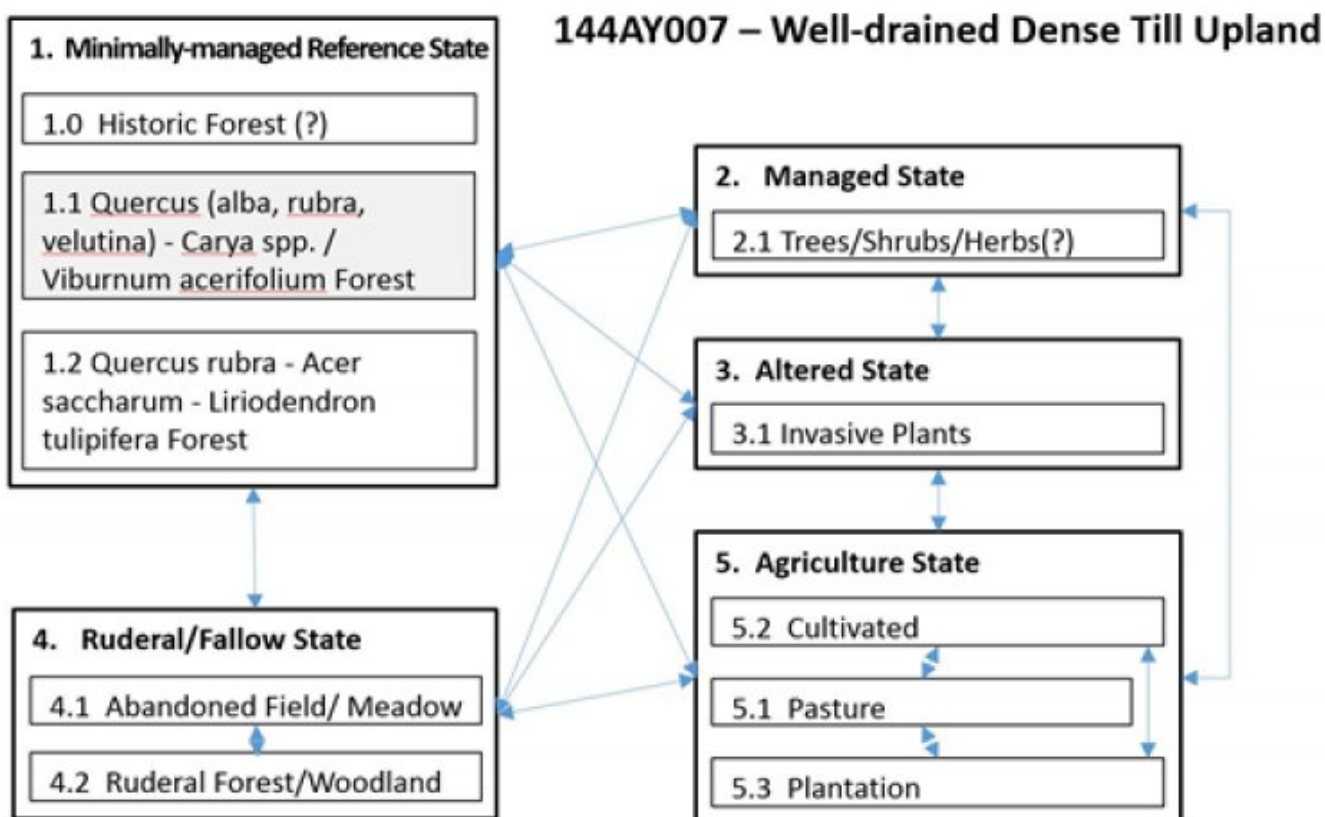 144AY007 – Well-drained Dense Till Upland
1. Minimally-managed Reference State
1.0 Historic Forest (?)
1.1 Quercus (alba, rubra,
velutina) - Carya spp. /
Viburnum acerifolium Forest
1.2 Quercus rubra - Acer
saccharum - Liriodendron
tulipifera Forest
2. Managed State
2.1 Trees/Shrubs/Herbs(?)
3. Altered State
3.1 Invasive Plants
4. Ruderal/Fallow State
4.1 Abandoned Field/ Meadow
4.2 Ruderal Forest/Woodland
5. Agriculture State
5.2 Cultivated
5.1 Pasture
5.3 Plantation